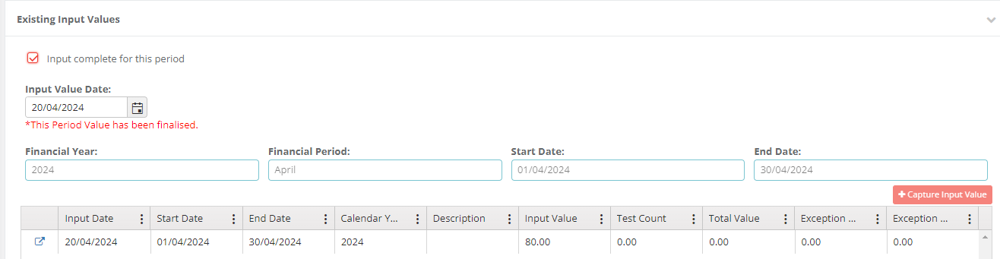 Existing Input Values
Input complete for this period
Input Value Date:
20/04/2024
*This Period Value has been finalised.
Financial Year: Financial Period: Start Date: End Date:
2024 April 01/04/2024 30/04/2024
+ Capture Input Value
Input Date Start Date End Date Calendar Y... Description Input Value Test Count Total Value Exception ... Exception ...
20/04/2024 01/04/2024 30/04/2024 2024 80.00 0.00 0.00 0.00 0.00